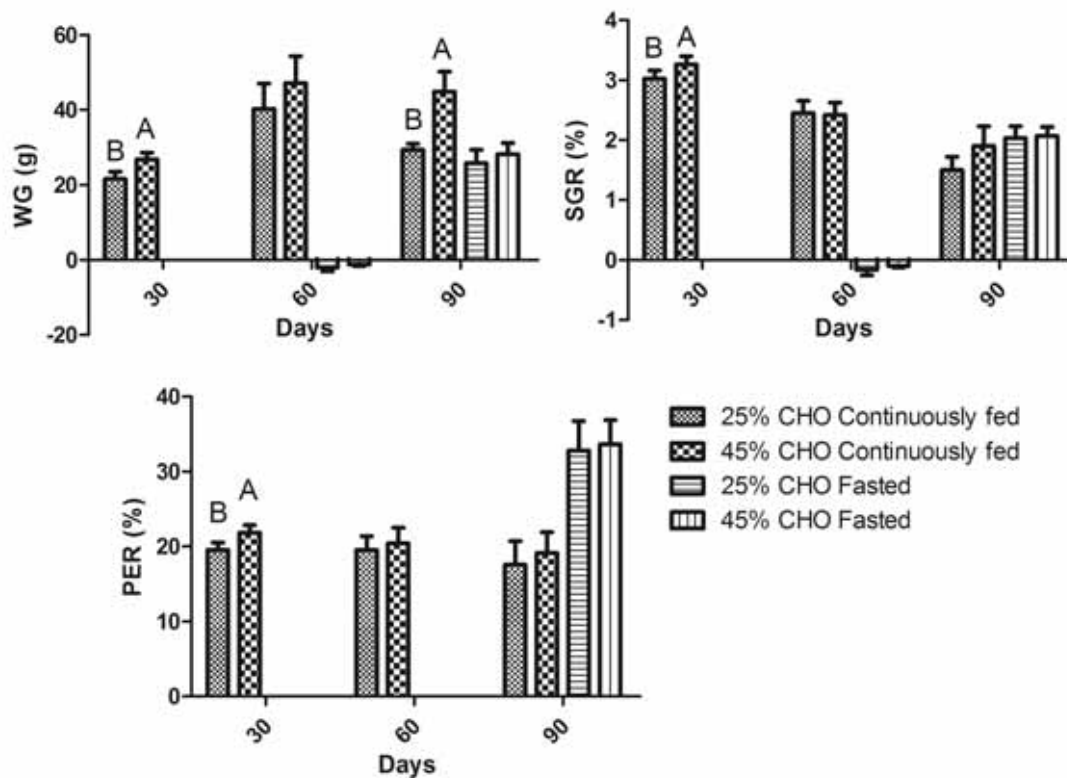 60
40
20
0
-20
WG (g)
B A
B A
30 60 90
Days
4
3
2
1
0
-1
SGR (%)
B A
30 60 90
Days
40
30
20
10
0
PER (%)
B A
30 60 90
Days
25% CHO Continuously fed
45% CHO Continuously fed
25% CHO Fasted
45% CHO Fasted